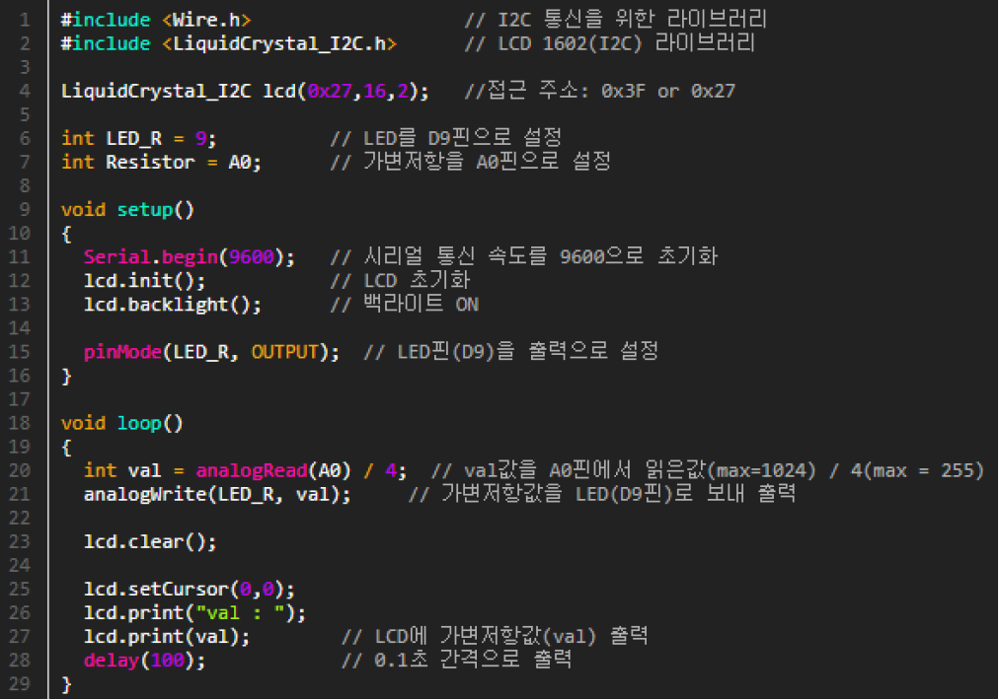 1 #include <Wire.h> // I2C 통신을 위한 라이브러리
2 #include <LiquidCrystal_I2C.h> // LCD 1602(I2C) 라이브러리
3
4 LiquidCrystal_I2C lcd(0x27,16,2); //접근 주소: 0x3F or 0x27
5
6 int LED_R = 9; // LED를 D9핀으로 설정
7 int Resistor = A0; // 가변저항을 A0핀으로 설정
8
9 void setup()
10 {
11 Serial.begin(9600); // 시리얼 통신 속도를 9600으로 초기화
12 lcd.init(); // LCD 초기화
13 lcd.backlight(); // 백라이트 ON
14
15 pinMode(LED_R, OUTPUT); // LED핀(D9)을 출력으로 설정
16 }
17
18 void loop()
19 {
20 int val = analogRead(A0) / 4; // val값을 A0핀에서 읽은값(max=1024) / 4(max = 255)
21 analogWrite(LED_R, val); // 가변저항값을 LED(D9핀)로 보내 출력
22
23 lcd.clear();
24
25 lcd.setCursor(0,0);
26 lcd.print("val : ");
27 lcd.print(val); // LCD에 가변저항값(val) 출력
28 delay(100); // 0.1초 간격으로 출력
29 }